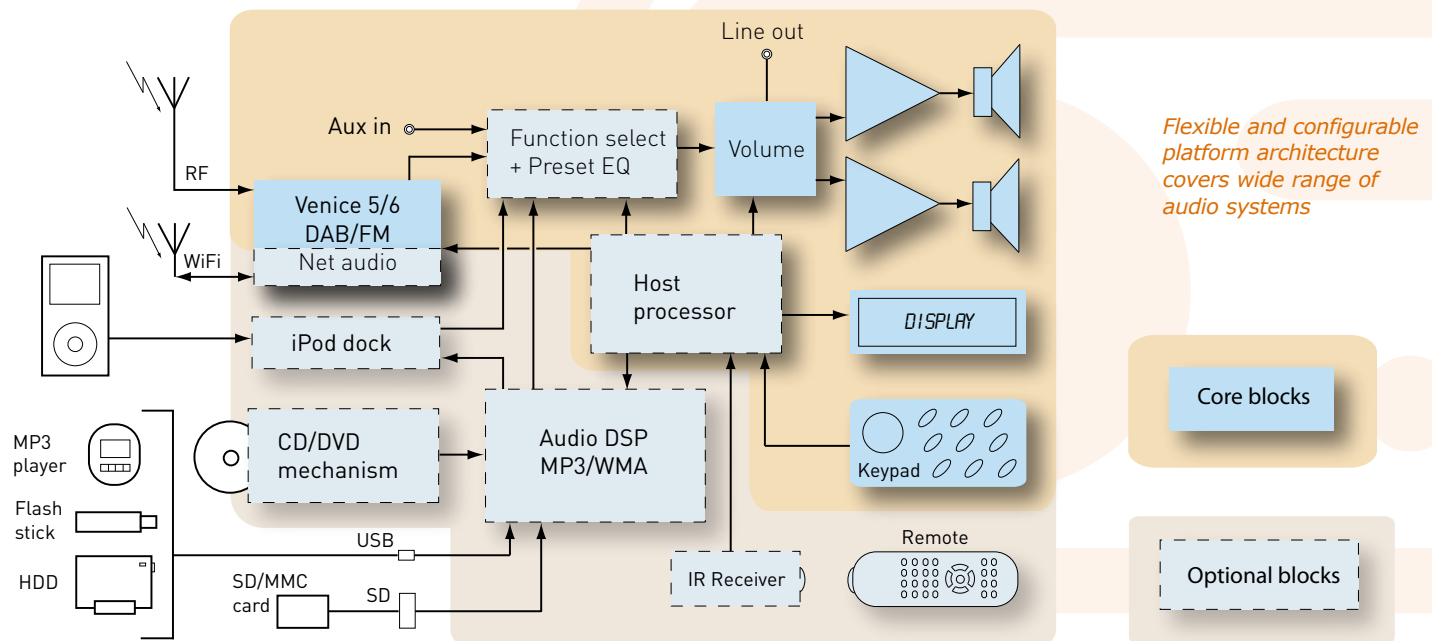 Line out
Aux in
Function select
+ Preset EQ
Volume
Flexible and configurable
platform architecture
covers wide range of
audio systems
RF
Venice 5/6
DAB/FM
Net audio
WiFi
Host
processor
iPod dock
DISPLAY
Core blocks
MP3
player
CD/DVD
mechanism
Audio DSP
MP3/WMA
Keypad
Flash
stick
USB
HDD
SD/MMC
card
SD
IR Receiver
Remote
Optional blocks